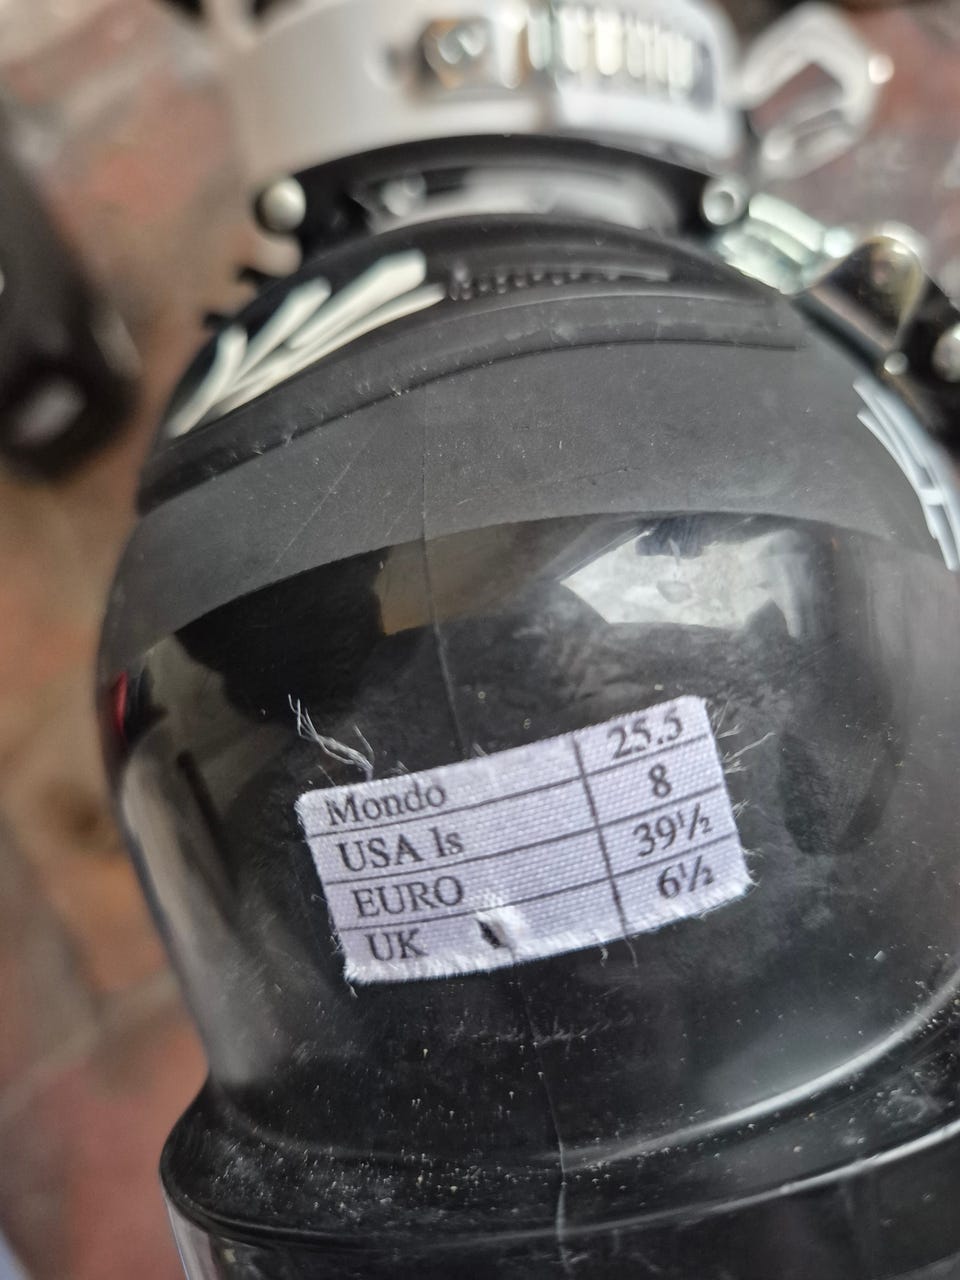 Mondo 25.5
USA ls 8
EURO 39½
UK 6½